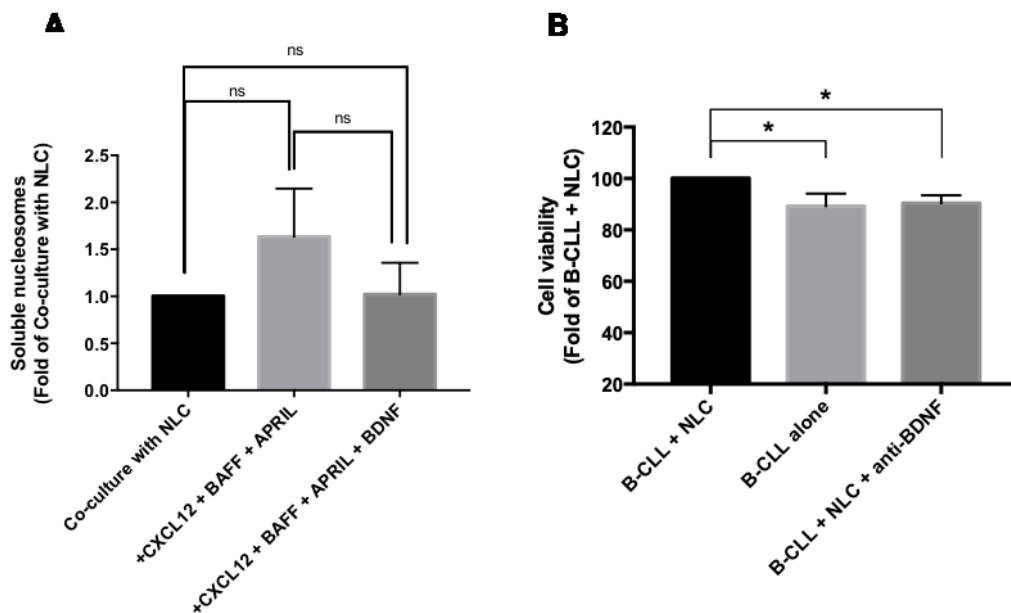 A
ns
ns
ns
Soluble nucleosomes
(Fold of Co-culture with NLC)
2.5
2.0
1.5
1.0
0.5
0.0
Co-culture with NLC
+CXCL12 + BAFF + APRIL
+CXCL12 + BAFF + APRIL + BDNF
B
*
*
Cell viability
(Fold of B-CLL + NLC)
120
100
80
60
40
20
B-CLL + NLC
B-CLL alone
B-CLL + NLC + anti-BDNF